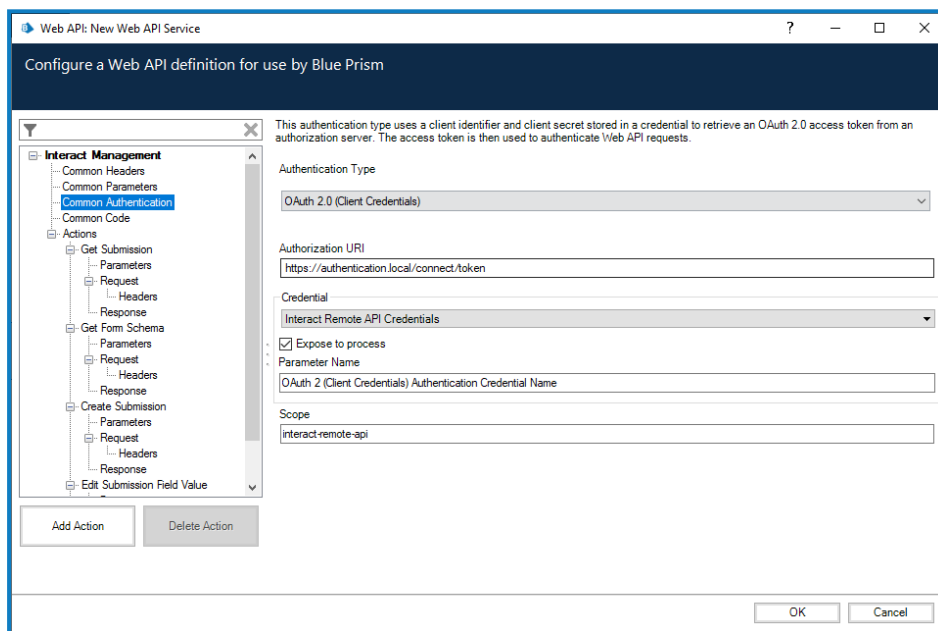 Web API: New Web API Service
?
Configure a Web API definition for use by Blue Prism
Interact Management
Common Headers
Common Parameters
Common Authentication
Common Code
Actions
Get Submission
Parameters
Request
Headers
Response
Get Form Schema
Parameters
Request
Headers
Response
Create Submission
Parameters
Request
Headers
Response
Edit Submission Field Value
Add Action
Delete Action
This authentication type uses a client identifier and client secret stored in a credential to retrieve an OAuth 2.0 access token from an
authorization server. The access token is then used to authenticate Web API requests.
Authentication Type
OAuth 2.0 (Client Credentials)
Authorization URI
https://authentication.local/connect/token
Credential
Interact Remote API Credentials
Expose to process
Parameter Name
OAuth 2 (Client Credentials) Authentication Credential Name
Scope
interact-remote-api
OK
Cancel